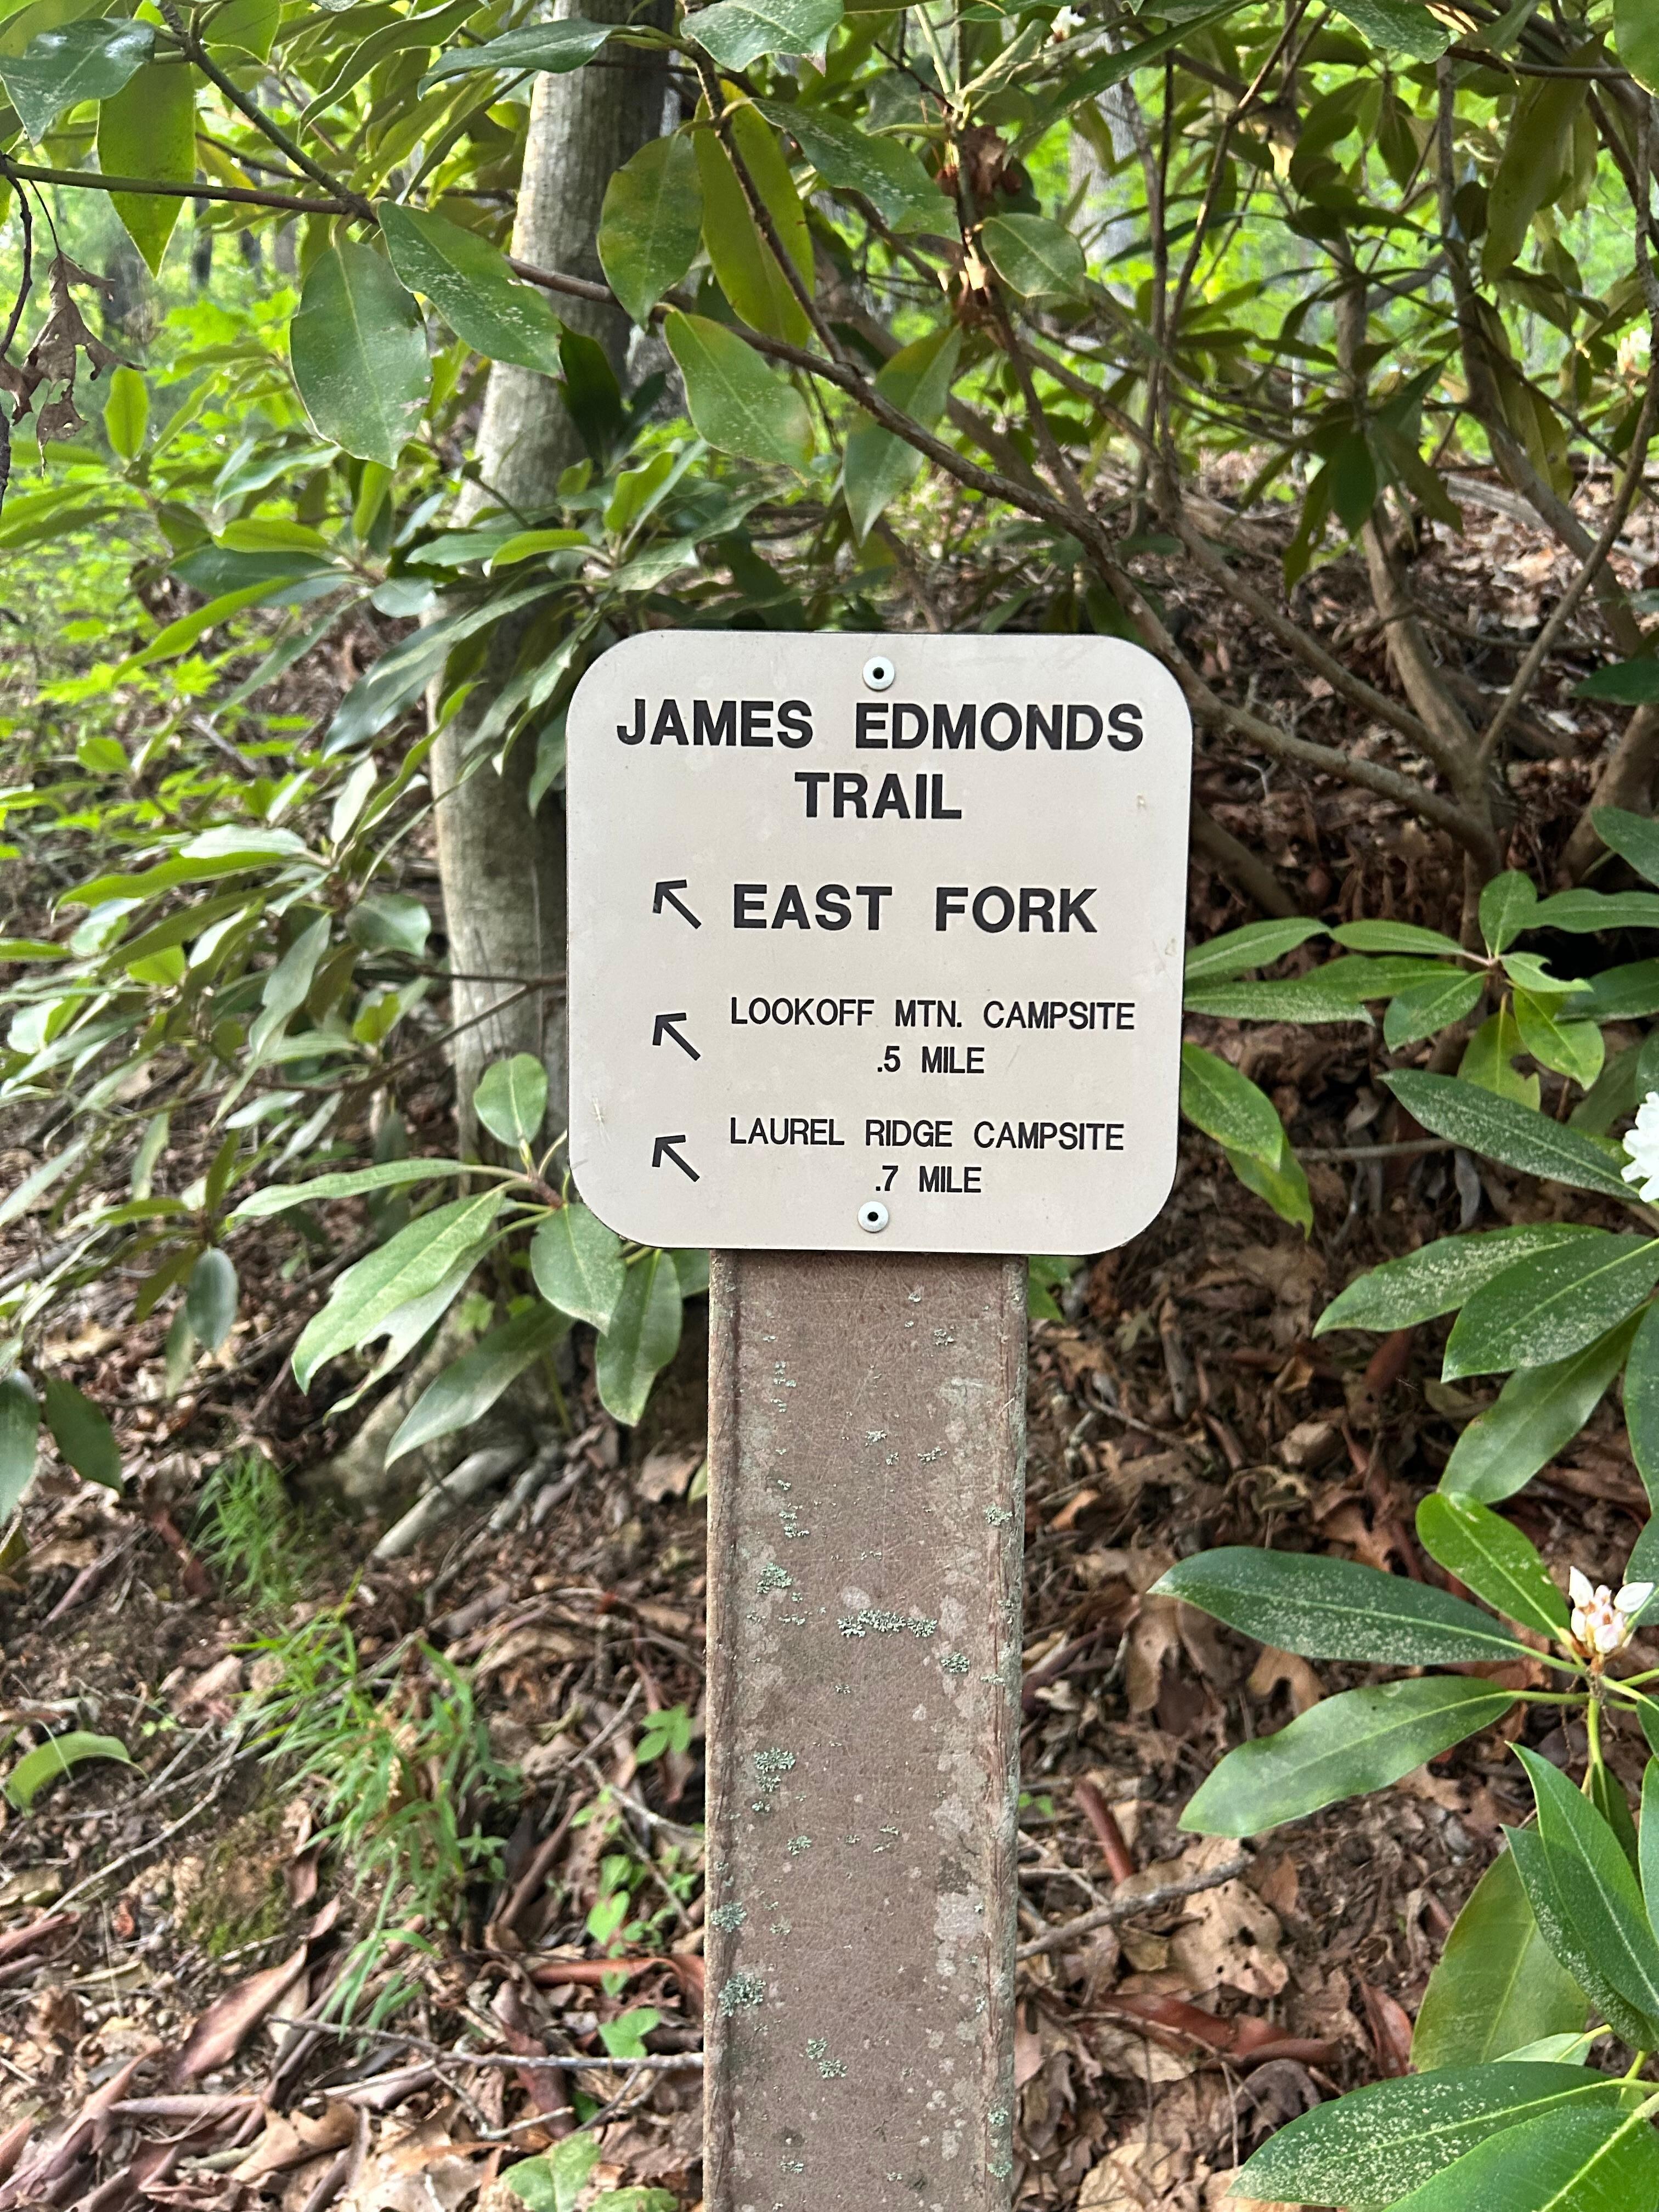 JAMES EDMONDS
TRAIL
EAST FORK
LOOKOFF MTN. CAMPSITE
.5 MILE
LAUREL RIDGE CAMPSITE
.7 MILE